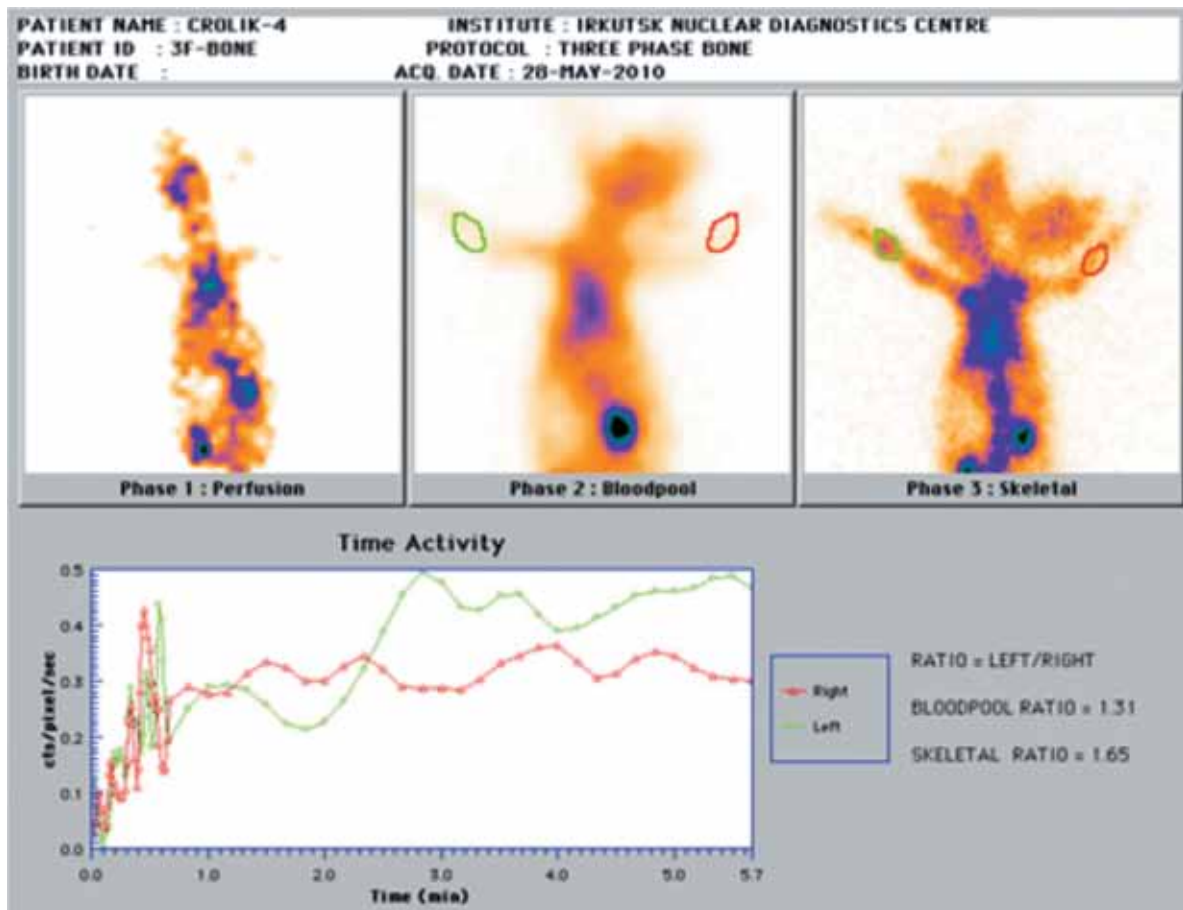 PATIENT NAME : CROLIK-4 INSTITUTE : IRKUTSK NUCLEAR DIAGNOSTICS CENTRE
PATIENT ID : 3F-BONE PROTOCOL : THREE PHASE BONE
BIRTH DATE : ACQ. DATE : 28-MAY-2010
Phase 1 : Perfusion Phase 2 : Bloodpool Phase 3 : Skeletal
Time Activity
cts/pixel/sec
0.5
0.4
0.3
0.2
0.1
0.0
0.0 1.0 2.0 3.0 4.0 5.0 5.7
Time (min)
Right
Left
RATIO = LEFT/RIGHT
BLOODPOOL RATIO = 1.31
SKELETAL RATIO = 1.65